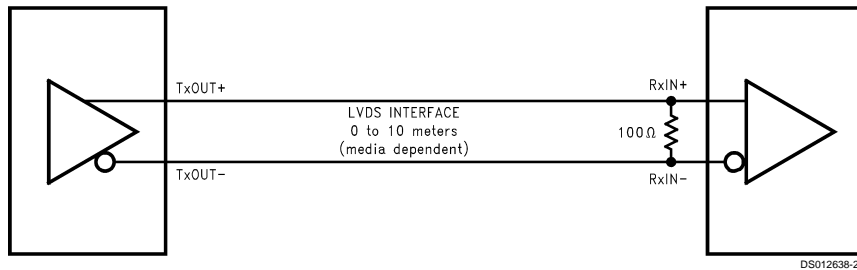 TxOUT+
RxIN+
LVDS INTERFACE
0 to 10 meters
(media dependent)
100Ω
TxOUT-
RxIN-
DS012638-2